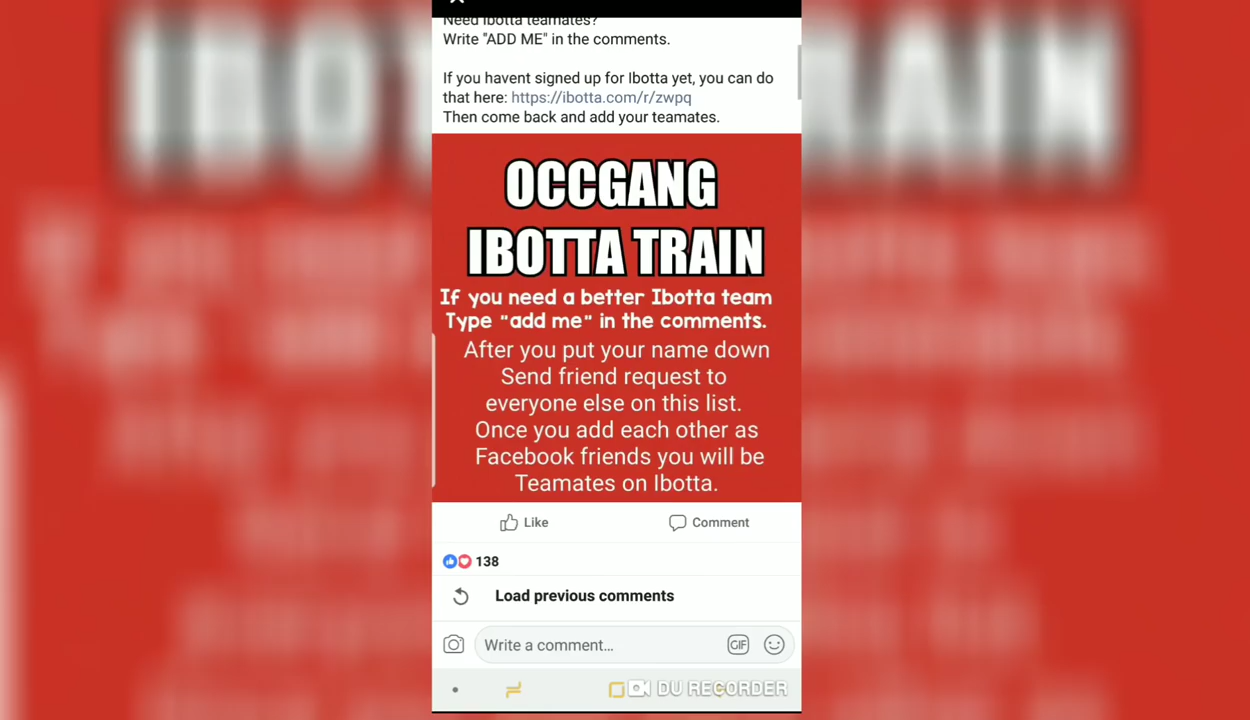 Need Ibotta teamates?
Write "ADD ME" in the comments.
If you havent signed up for Ibotta yet, you can do
that here: https://ibotta.com/r/zwpq
Then come back and add your teamates.
OCCGANG
IBOTTA TRAIN
If you need a better Ibotta team
Type "add me" in the comments.
After you put your name down
Send friend request to
everyone else on this list.
Once you add each other as
Facebook friends you will be
Teamates on Ibotta.
Like
Comment
138
Load previous comments
Write a comment...
GIF
DU RECORDER